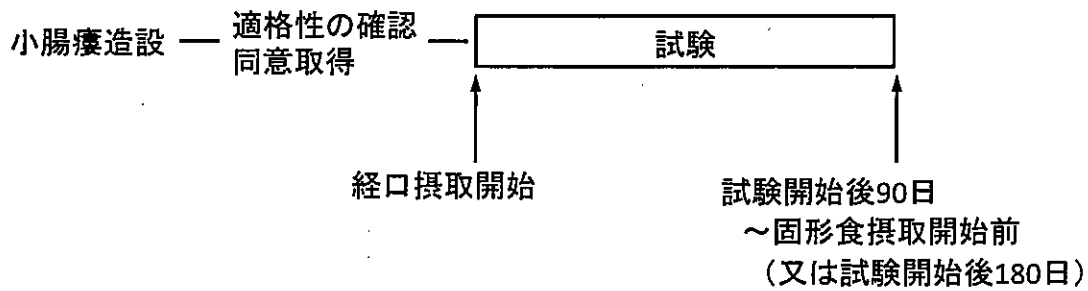 小腸瘻造設
適格性の確認
同意取得
試験
経口摂取開始
試験開始後90日
~固形食摂取開始前
(又は試験開始後180日)